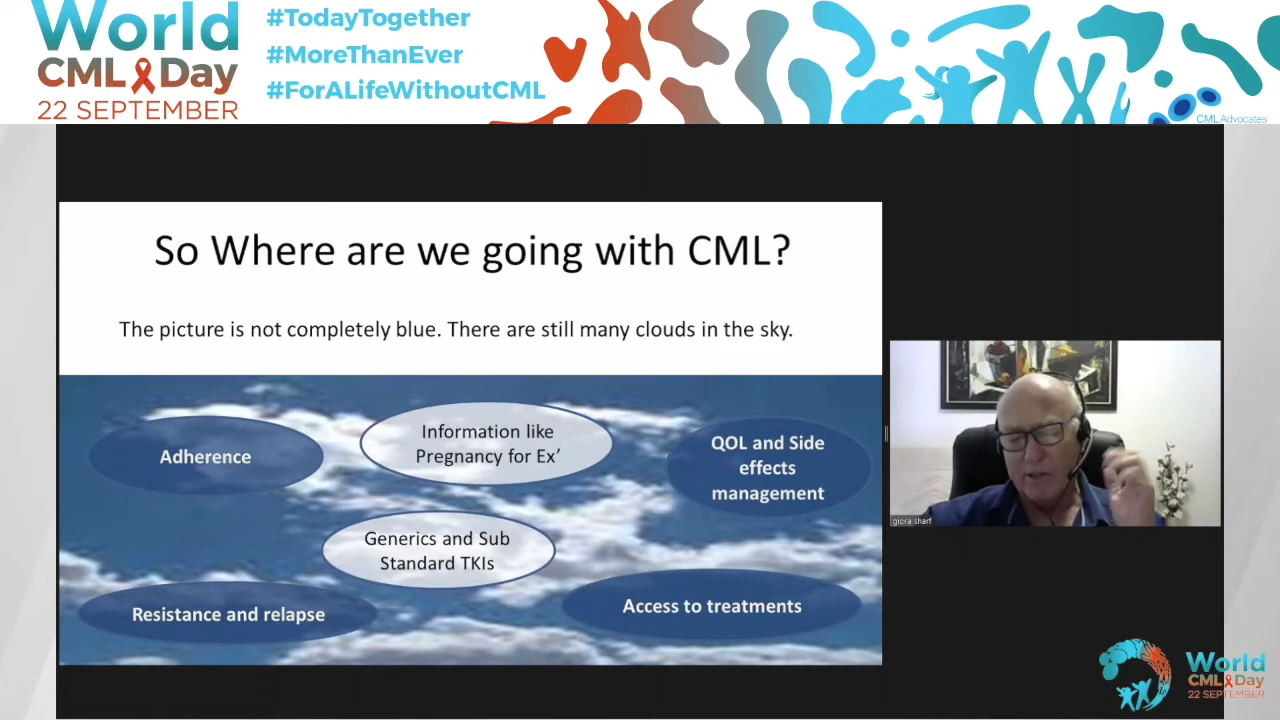 World
CML Day
22 SEPTEMBER
#TodayTogether
#MoreThanEver
#ForALifeWithoutCML
CML Advocates
So Where are we going with CML?
The picture is not completely blue. There are still many clouds in the sky.
Adherence
Information like
Pregnancy for Ex’
QOL and Side
effects
management
Generics and Sub
Standard TKIs
Resistance and relapse
Access to treatments
giora sharf
World
CML Day
22 SEPTEMBER